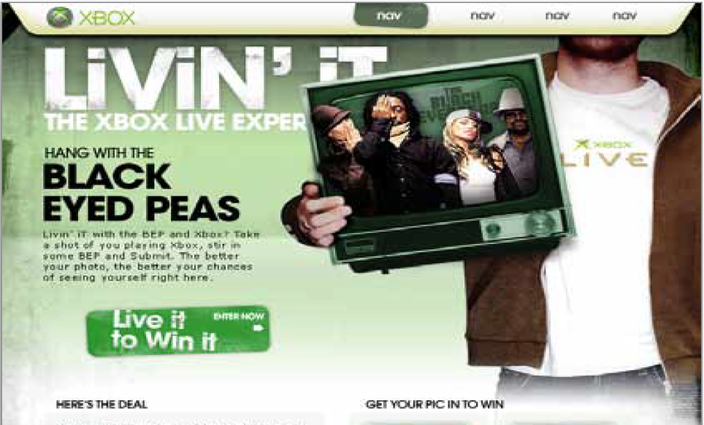 XBOX
nav nav nav nav
LiViN' iT
THE XBOX LIVE EXPER
THE BLACK
XBOX
LIVE
HANG WITH THE
BLACK
EYED PEAS
Livin' iT with the BEP and Xbox? Take
a shot of you playing Xbox, stir in
some BEP and Submit. The better
your photo, the better your chances
of seeing yourself right here.
Live it ENTER NOW
to Win it
HERE'S THE DEAL
GET YOUR PIC IN TO WIN